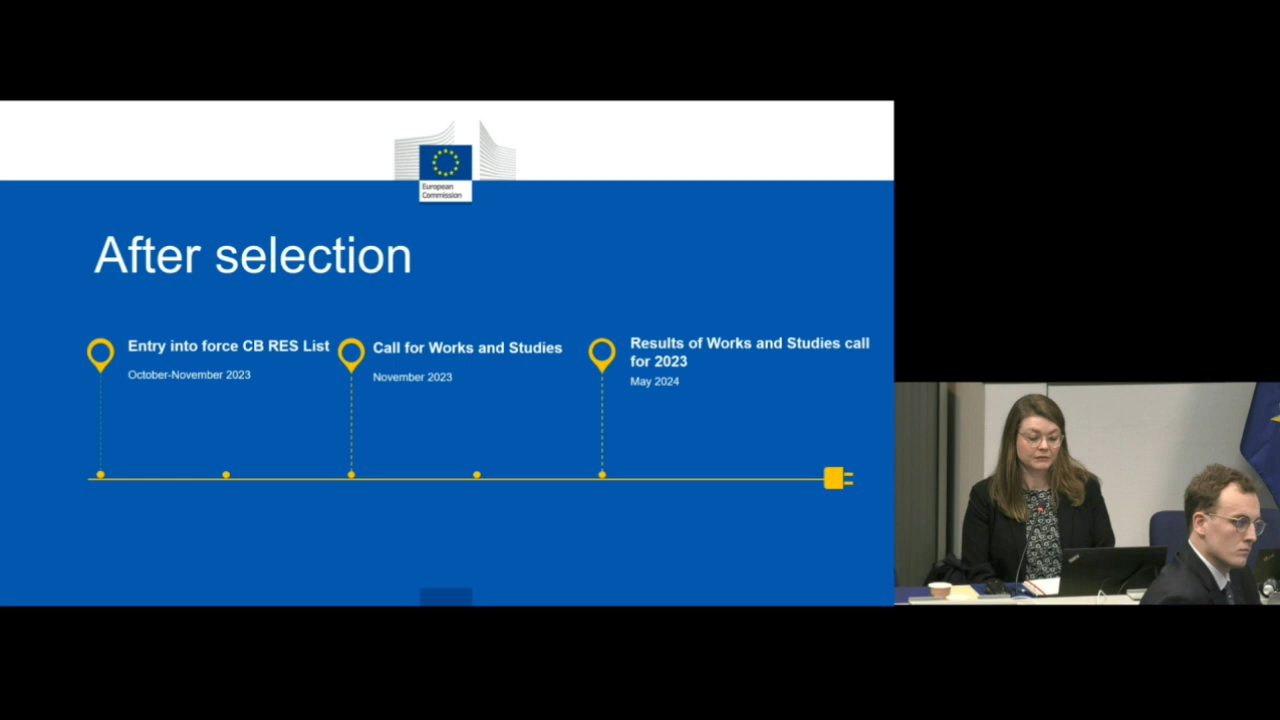 European
Commission
After selection
Entry into force CB RES List
October-November 2023
Call for Works and Studies
November 2023
Results of Works and Studies call
for 2023
May 2024